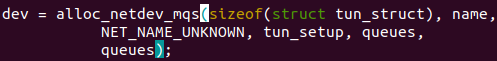 dev = alloc_netdev_mqs(sizeof(struct tun_struct), name,
NET_NAME_UNKNOWN, tun_setup, queues,
queues);